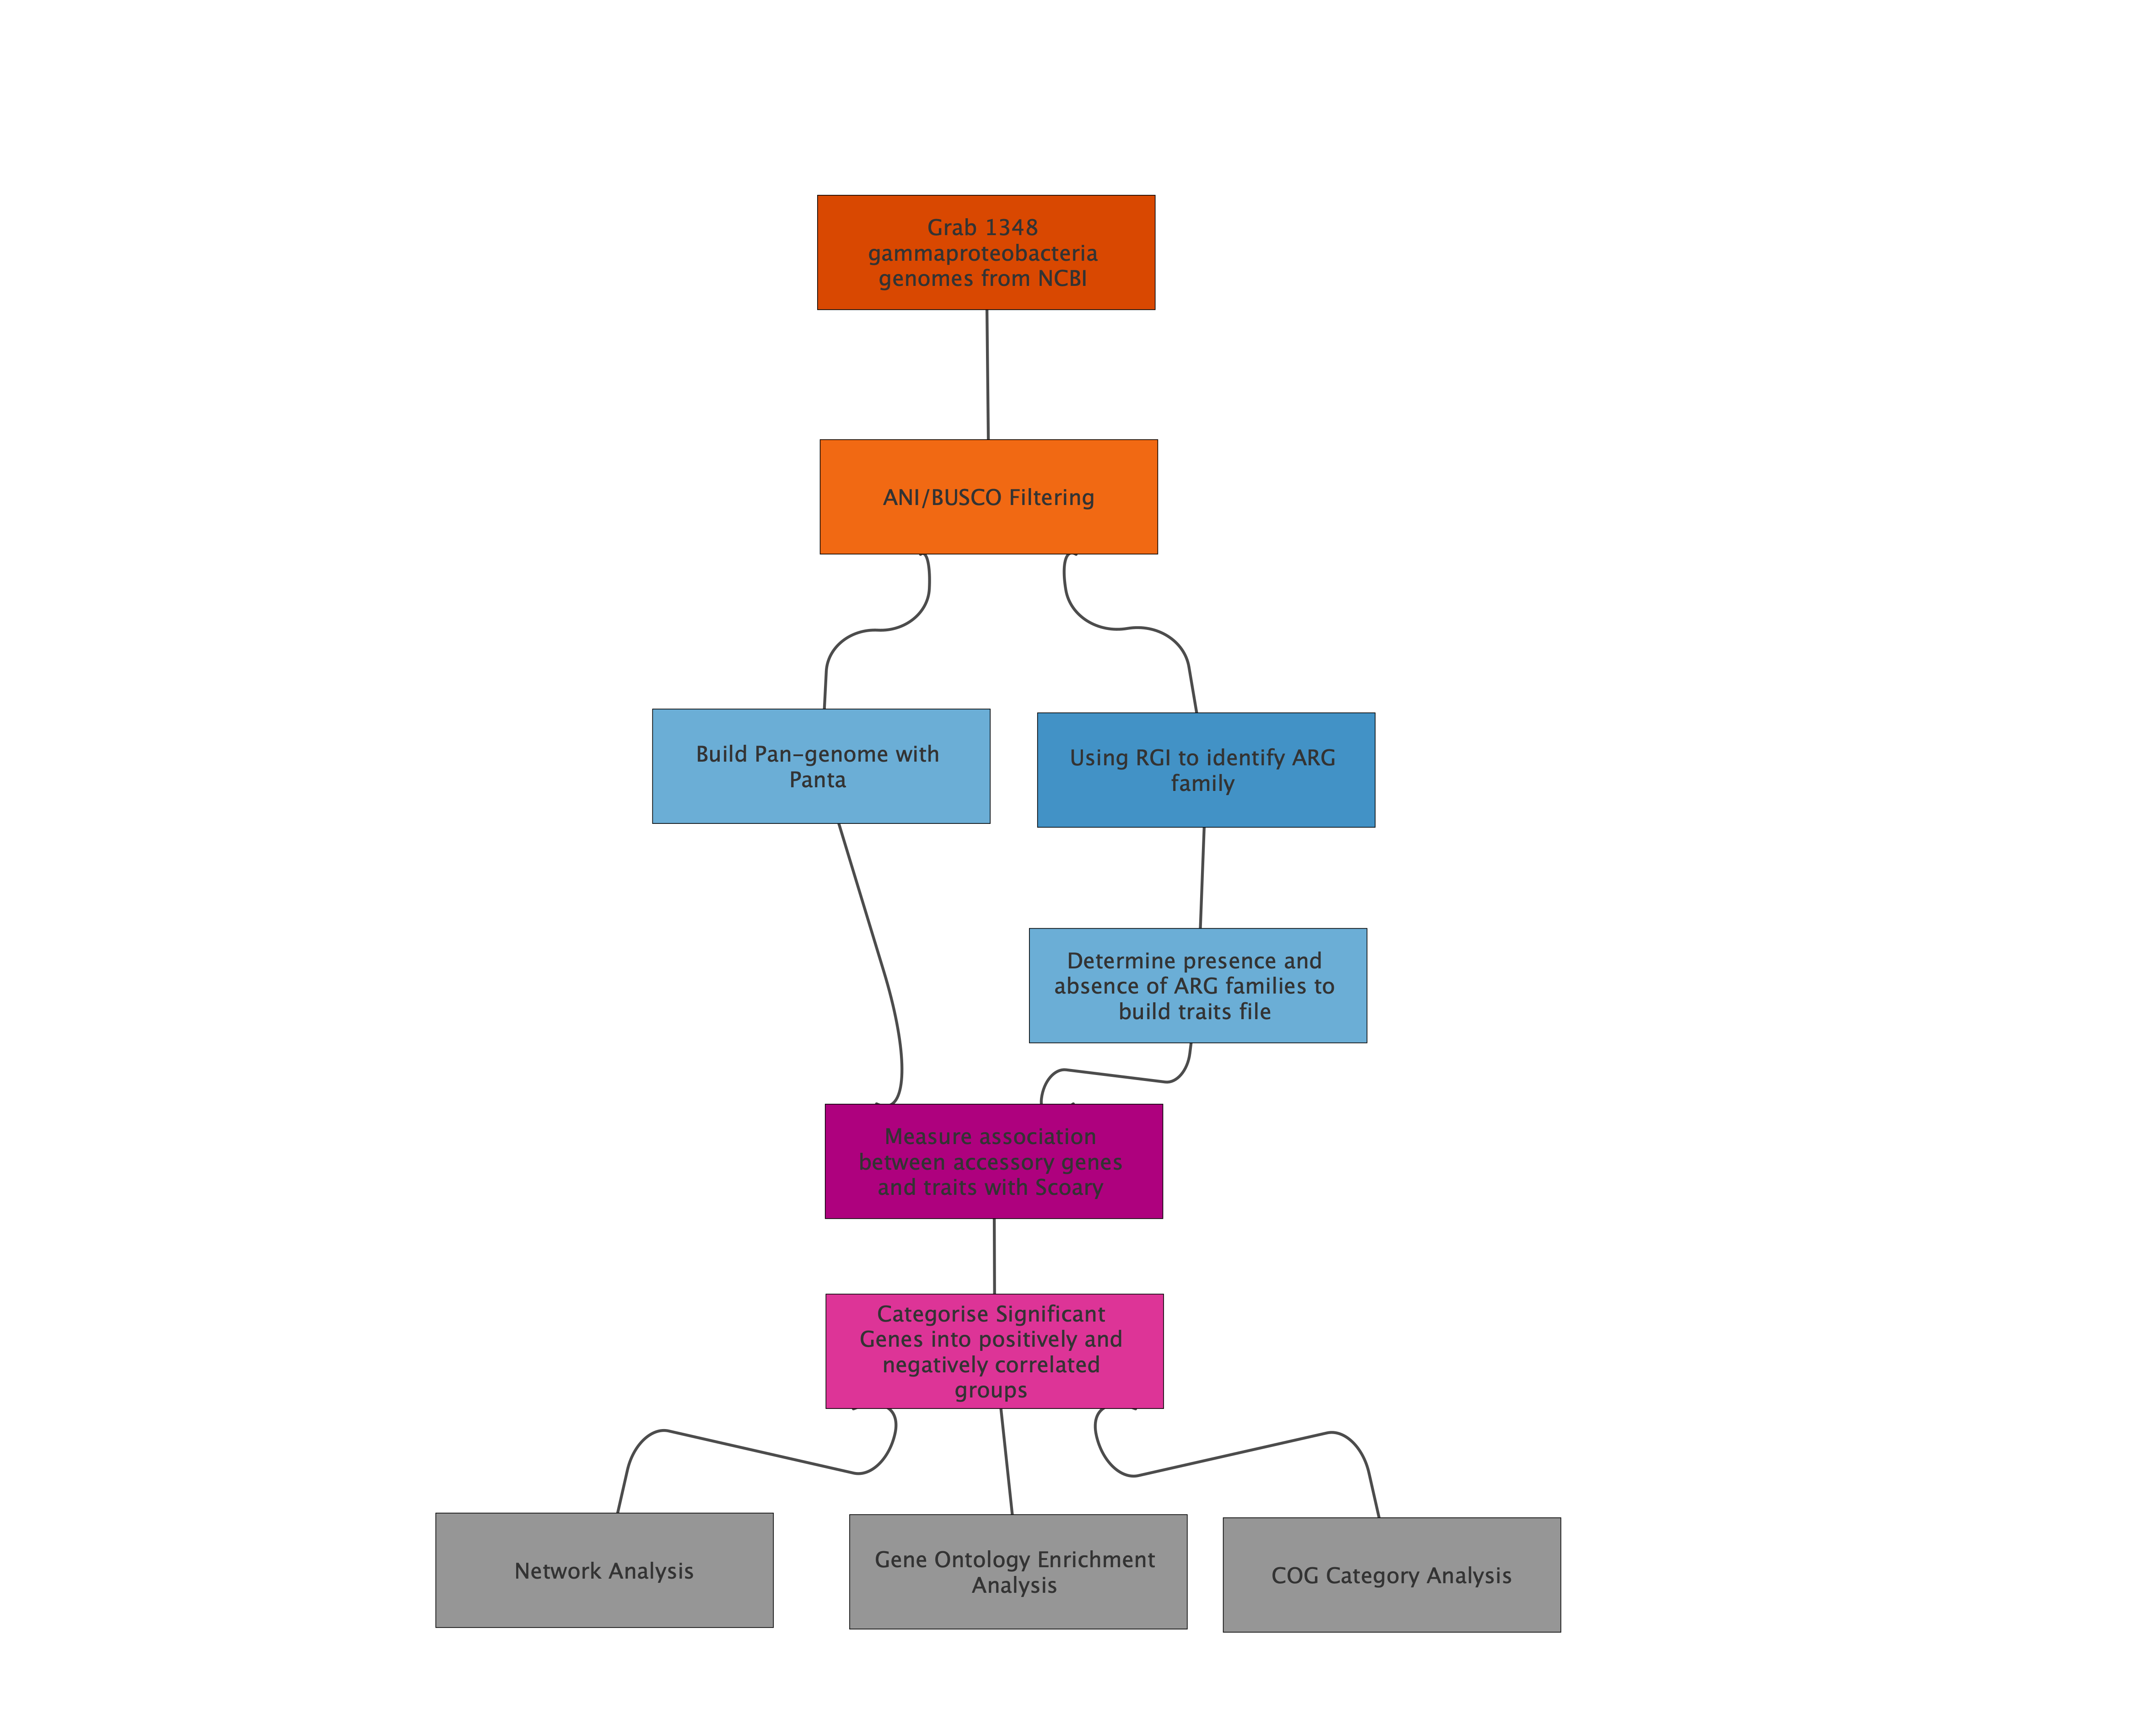 Grab 1348
gammaproteobacteria
genomes from NCBI
ANI/BUSCO Filtering
Build Pan-genome with
Panta
Using RGI to identify ARG
family
Determine presence and
absence of ARG families to
build traits file
Measure association
between accessory genes
and traits with Scoary
Categorise Significant
Genes into positively and
negatively correlated
groups
Network Analysis
Gene Ontology Enrichment
Analysis
COG Category Analysis